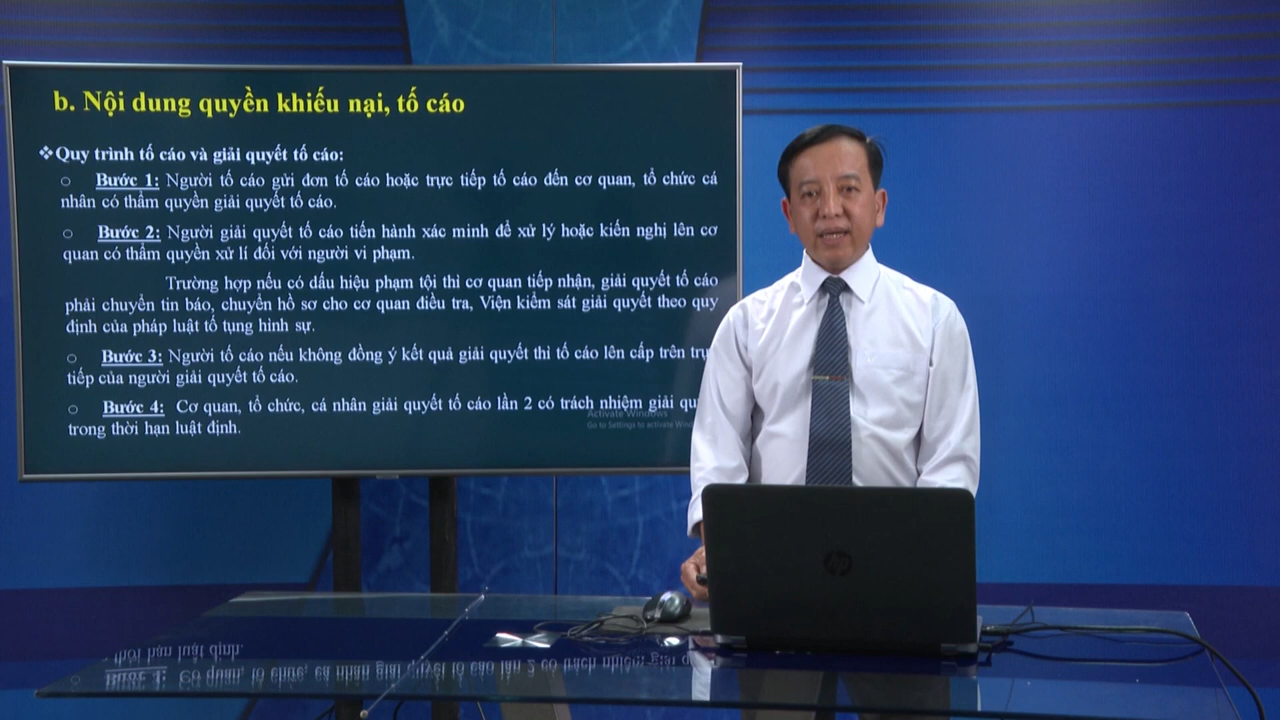 b. Nội dung quyền khiếu nại, tố cáo
❖Quy trình tố cáo và giải quyết tố cáo:
o Bước 1: Người tố cáo gửi đơn tố cáo hoặc trực tiếp tố cáo đến cơ quan, tổ chức cá
nhân có thẩm quyền giải quyết tố cáo.
o Bước 2: Người giải quyết tố cáo tiến hành xác minh để xử lý hoặc kiến nghị lên cơ
quan có thẩm quyền xử lí đối với người vi phạm.
Trường hợp nếu có dấu hiệu phạm tội thì cơ quan tiếp nhận, giải quyết tố cáo
phải chuyển tin báo, chuyển hồ sơ cho cơ quan điều tra, Viện kiểm sát giải quyết theo quy
định của pháp luật tố tụng hình sự.
o Bước 3: Người tố cáo nếu không đồng ý kết quả giải quyết thì tố cáo lên cấp trên
tiếp của người giải quyết tố cáo.
o Bước 4: Cơ quan, tổ chức, cá nhân giải quyết tố cáo lần 2 có trách nhiệm giải
trong thời hạn luật định.
Activate Windows
Go to Settings to activate
hp